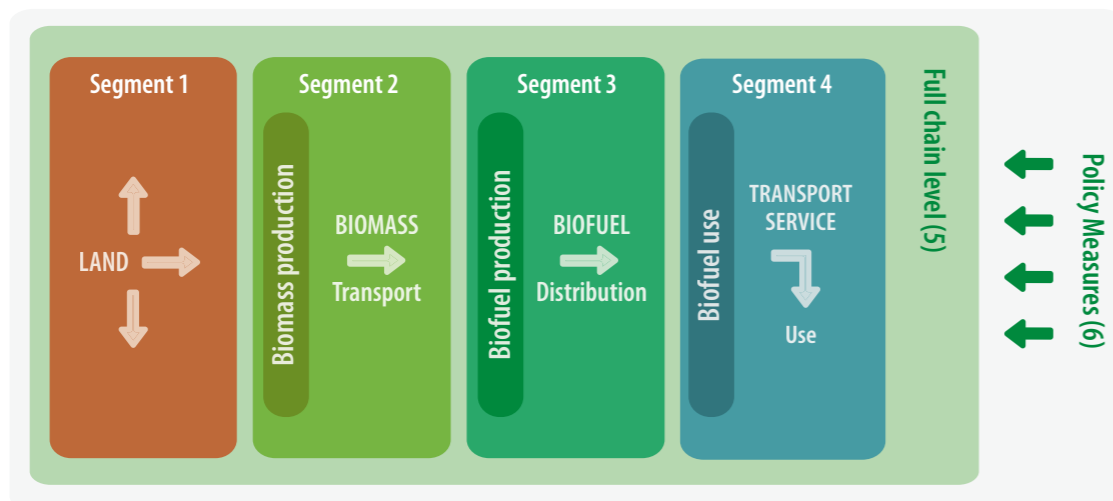 Segment 1
LAND
Segment 2
Biomass production
BIOMASS
Transport
Segment 3
Biofuel production
BIOFUEL
Distribution
Segment 4
Biofuel use
TRANSPORT
SERVICE
Use
Full chain level (5)
Policy Measures (6)